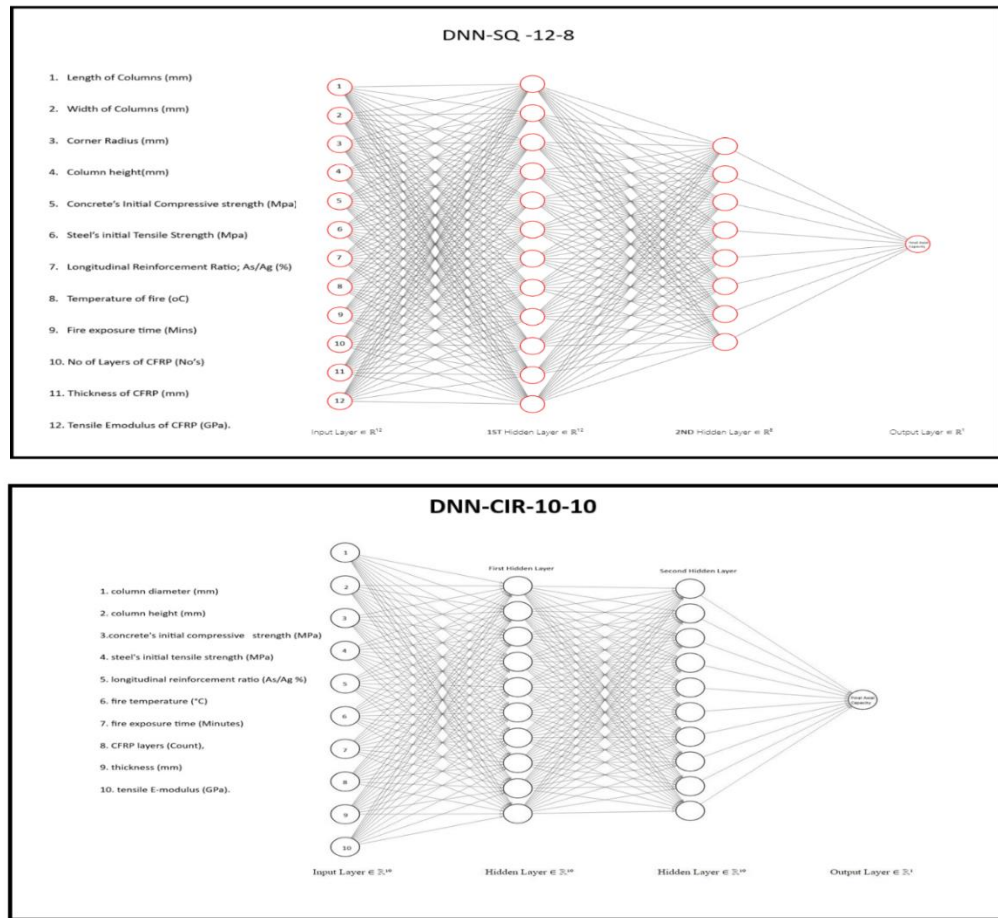 DNN-SQ -12-8
1. Length of Columns (mm)
2. Width of Columns (mm)
3. Corner Radius (mm)
4. Column height(mm)
5. Concrete's Initial Compressive strength (Mpa)
6. Steel's initial Tensile Strength (Mpa)
7. Longitudinal Reinforcement Ratio; As/Ag (%)
8. Temperature of fire (oC)
9. Fire exposure time (Mins)
10. No of Layers of CFRP (No's)
11. Thickness of CFRP (mm)
12. Tensile Emodulus of CFRP (GPa).
1
2
3
4
5
6
7
8
9
10
11
12
Final Axial
Capacity
Input Layer ∈ ℝ¹² 1ST Hidden Layer ∈ ℝ¹² 2ND Hidden Layer ∈ ℝ⁸ Output Layer ∈ ℝ¹
DNN-CIR-10-10
First Hidden Layer Second Hidden Layer
1. column diameter (mm)
2. column height (mm)
3.concrete's initial compressive strength (MPa)
4. steel's initial tensile strength (MPa)
5. longitudinal reinforcement ratio (As/Ag %)
6. fire temperature (°C)
7. fire exposure time (Minutes)
8. CFRP layers (Count),
9. thickness (mm)
10. tensile E-modulus (GPa).
1
2
3
4
5
6
7
8
9
10
Final Axial
Capacity
Input Layer ∈ ℝ¹⁰ Hidden Layer ∈ ℝ¹⁰ Hidden Layer ∈ ℝ¹⁰ Output Layer ∈ ℝ¹